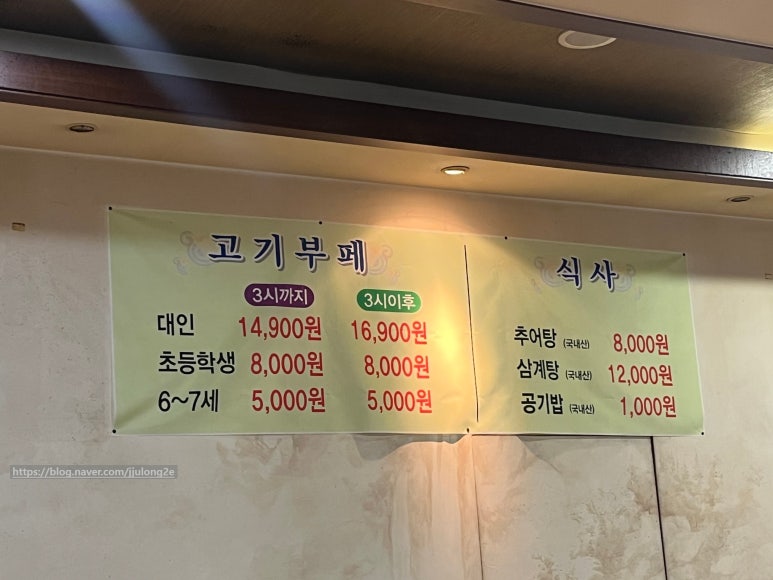 고기부페
3시까지 3시이후
대인 14,900원 16,900원
초등학생 8,000원 8,000원
6~7세 5,000원 5,000원
식사
추어탕 (국내산) 8,000원
삼계탕 (국내산) 12,000원
공기밥 (국내산) 1,000원
https://blog.naver.com/jjulong2e